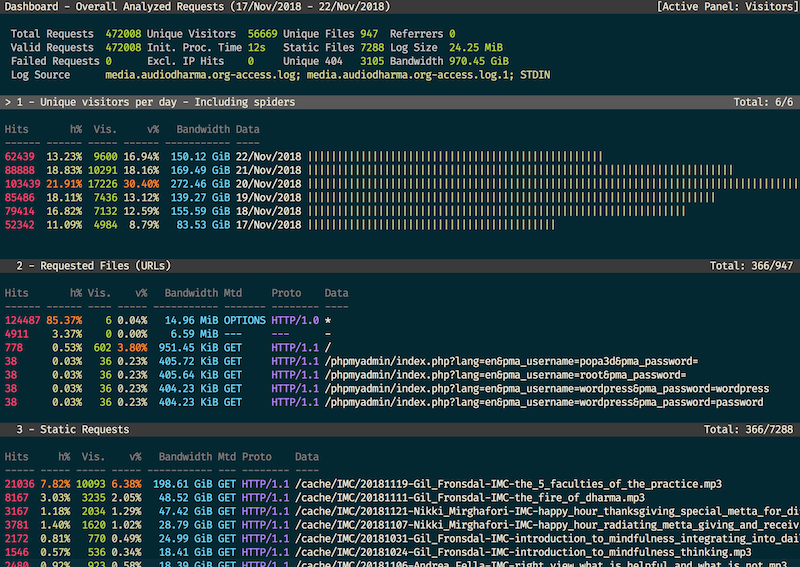 Dashboard - Overall Analyzed Requests (17/Nov/2018 - 22/Nov/2018) [Active Panel: Visitors]
Total Requests 472008 Unique Visitors 56669 Unique Files 947 Referrers 0
Valid Requests 472008 Init. Proc. Time 12s Static Files 7288 Log Size 24.25 MiB
Failed Requests 0 Excl. IP Hits 0 Unique 404 3105 Bandwidth 970.45 GiB
Log Source media.audiodharma.org-access.log; media.audiodharma.org-access.log.1; STDIN
> 1 - Unique visitors per day - Including spiders Total: 6/6
Hits h% Vis. v% Bandwidth Data
62439 13.23% 9600 16.94% 150.12 GiB 22/Nov/2018
88888 18.83% 10291 18.16% 169.49 GiB 21/Nov/2018
103439 21.91% 17226 30.40% 272.46 GiB 20/Nov/2018
85486 18.11% 7436 13.12% 139.27 GiB 19/Nov/2018
79414 16.82% 7132 12.59% 155.59 GiB 18/Nov/2018
52342 11.09% 4984 8.79% 83.53 GiB 17/Nov/2018
2 - Requested Files (URLs) Total: 366/947
Hits h% Vis. v% Bandwidth Mtd Proto Data
124487 85.37% 6 0.04% 14.96 MiB OPTIONS HTTP/1.0 *
4911 3.37% 0 0.00% 6.59 MiB --- --- -
778 0.53% 602 3.80% 951.45 KiB GET HTTP/1.1 /
38 0.03% 36 0.23% 405.72 KiB GET HTTP/1.1 /phpmyadmin/index.php?lang=en&pma_username=popa3d&pma_password=
38 0.03% 36 0.23% 405.64 KiB GET HTTP/1.1 /phpmyadmin/index.php?lang=en&pma_username=root&pma_password=
38 0.03% 36 0.23% 404.23 KiB GET HTTP/1.1 /phpmyadmin/index.php?lang=en&pma_username=wordpress&pma_password=wordpress
38 0.03% 36 0.23% 404.23 KiB GET HTTP/1.1 /phpmyadmin/index.php?lang=en&pma_username=wordpress&pma_password=password
3 - Static Requests Total: 366/7288
Hits h% Vis. v% Bandwidth Mtd Proto Data
21036 7.82% 10093 6.38% 198.61 GiB GET HTTP/1.1 /cache/IMC/20181119-Gil_Fronsdal-IMC-the_5_faculties_of_the_practice.mp3
8167 3.03% 3235 2.05% 48.52 GiB GET HTTP/1.1 /cache/IMC/20181111-Gil_Fronsdal-IMC-the_fire_of_dharma.mp3
3167 1.18% 2034 1.29% 47.42 GiB GET HTTP/1.1 /cache/IMC/20181121-Nikki_Mirghafori-IMC-happy_hour_thanksgiving_special_metta_for_di
3781 1.40% 1620 1.02% 28.79 GiB GET HTTP/1.1 /cache/IMC/20181107-Nikki_Mirghafori-IMC-happy_hour_radiating_metta_giving_and_receiv
2172 0.81% 770 0.49% 24.99 GiB GET HTTP/1.1 /cache/IMC/20181031-Gil_Fronsdal-IMC-introduction_to_mindfulness_integrating_into_dai
1546 0.57% 536 0.34% 18.41 GiB GET HTTP/1.1 /cache/IMC/20181024-Gil_Fronsdal-IMC-introduction_to_mindfulness_thinking.mp3
2480 0.92% 923 0.58% 18.39 GiB GET HTTP/1.1 /cache/IMC/20181106-Andrea_Fella-IMC-right_view_what_is_helpful_and_what_is_not.mp3